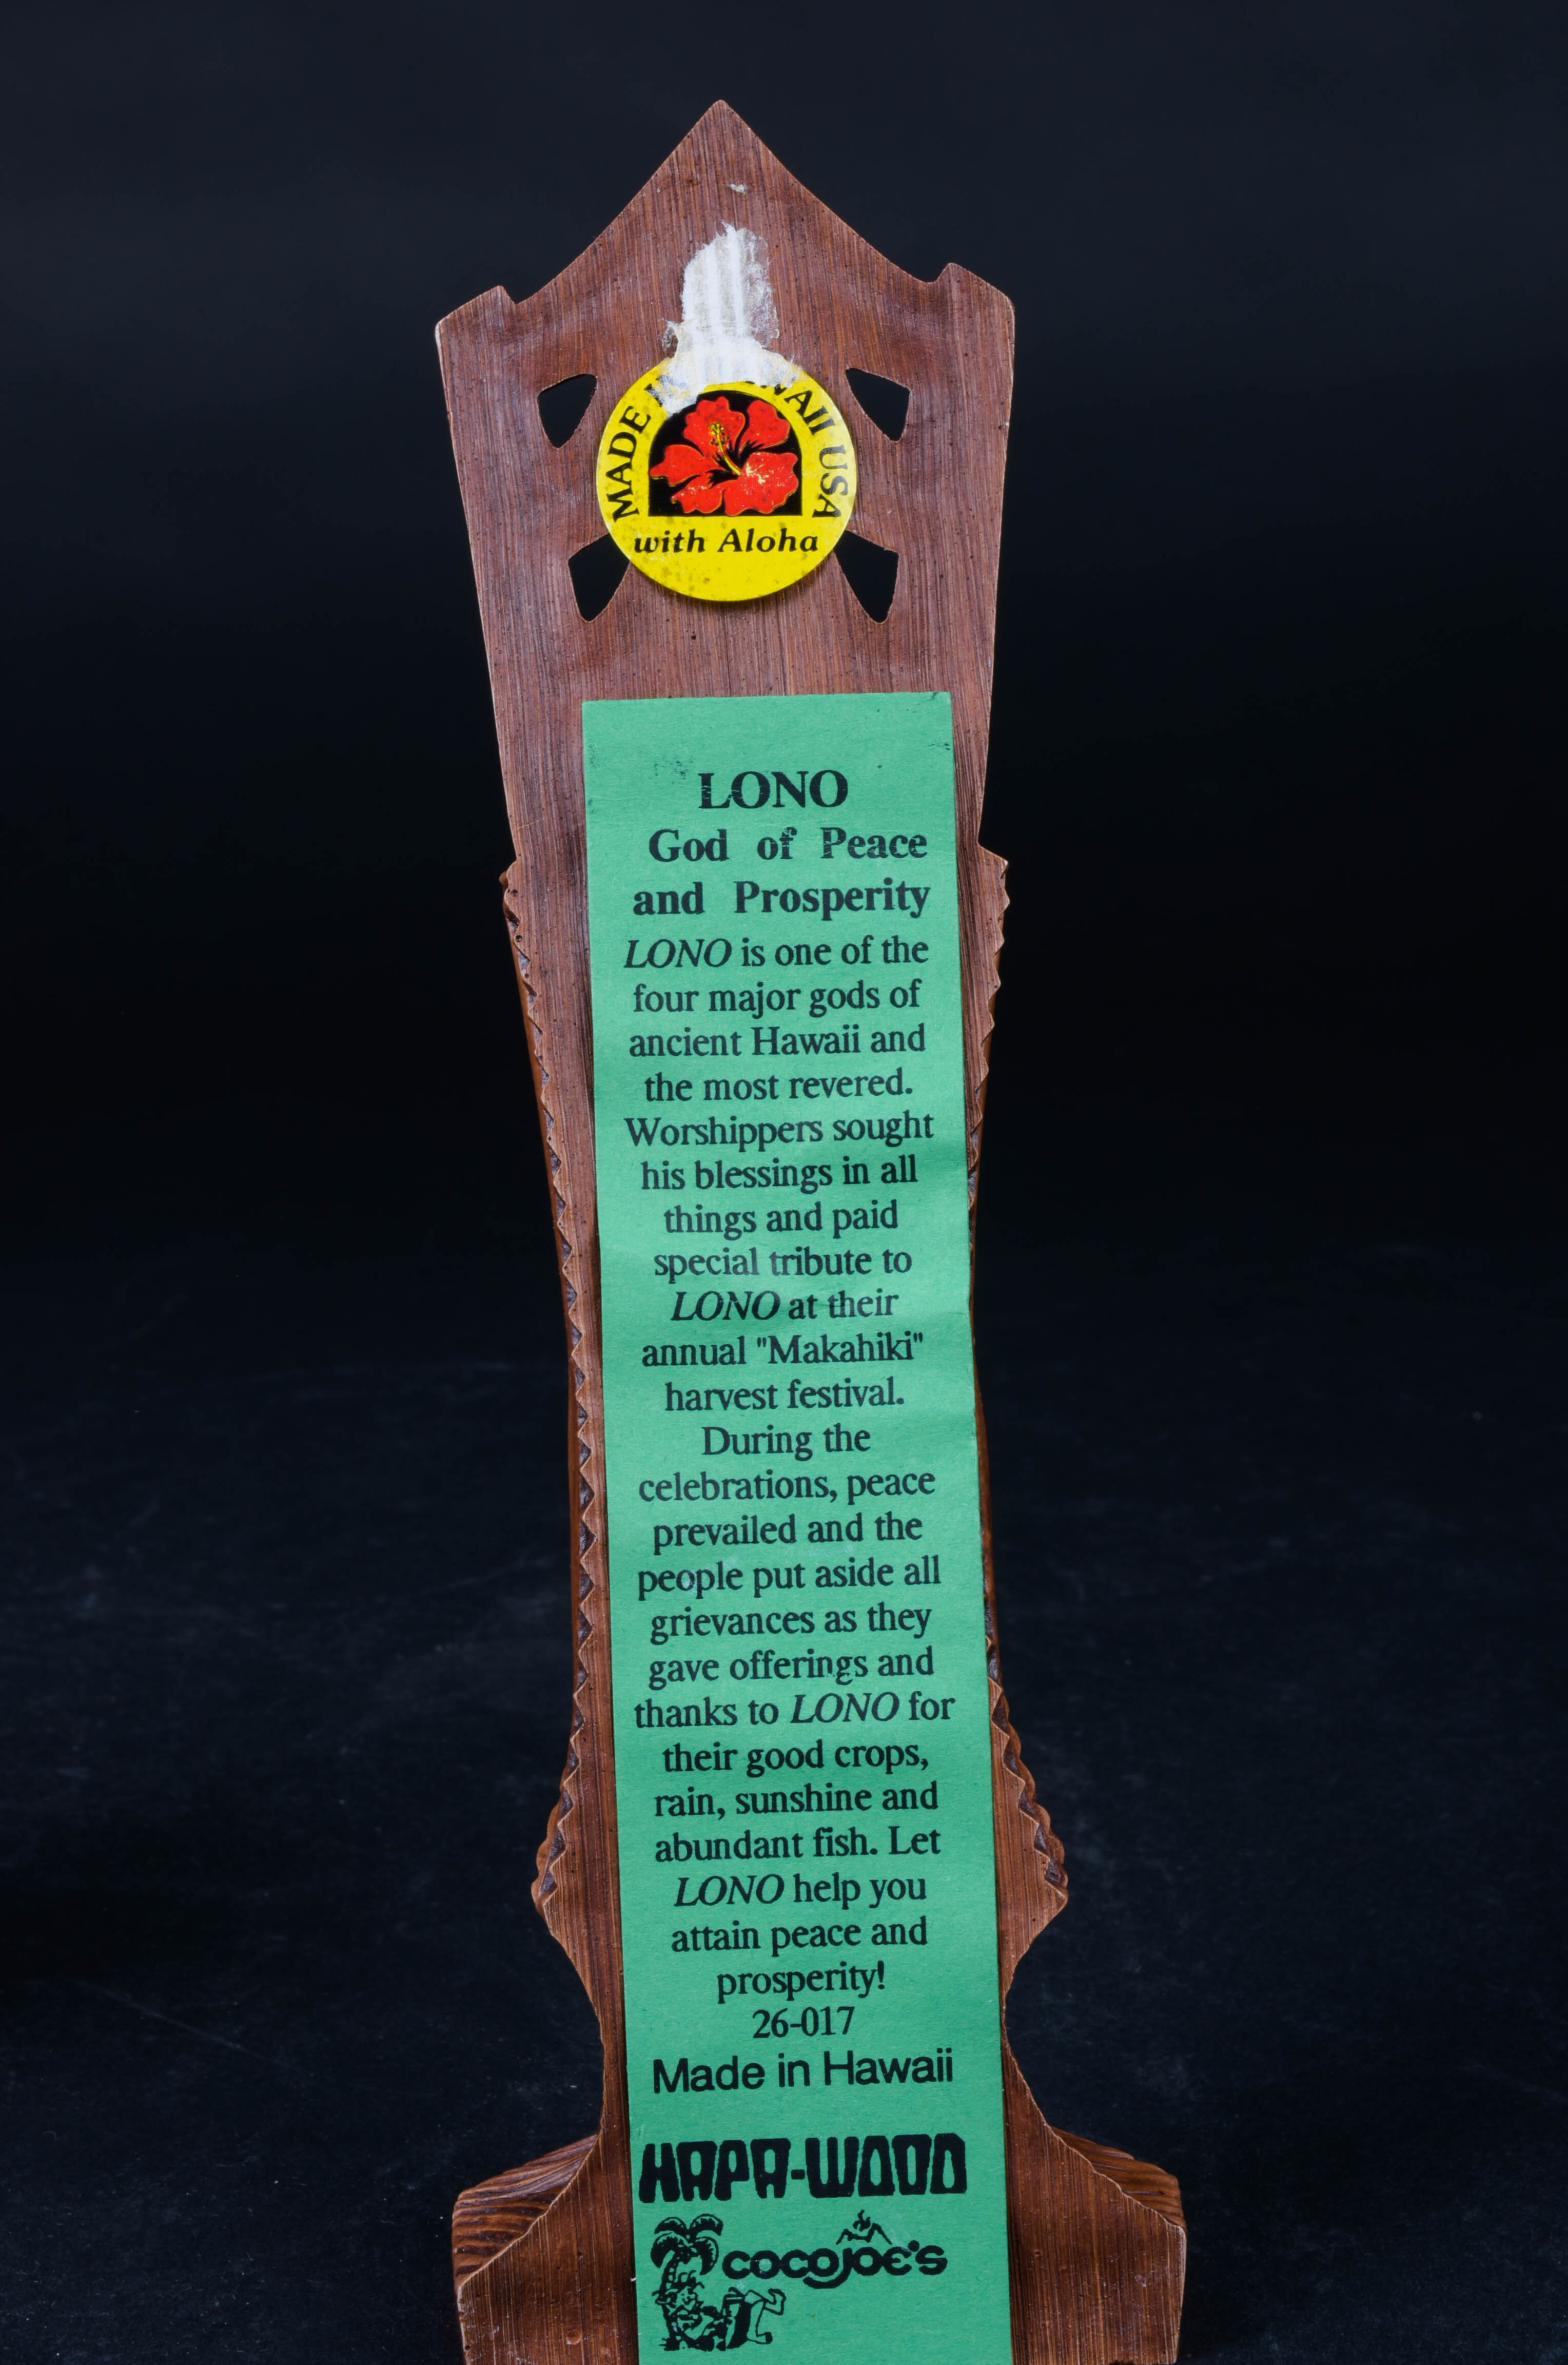 MADE
USA
with Aloha
LONO
God of Peace
and Prosperity
LONO is one of the
four major gods of
ancient Hawaii and
the most revered.
Worshippers sought
his blessings in all
things and paid
special tribute to
LONO at their
annual "Makahiki"
harvest festival.
During the
celebrations, peace
prevailed and the
people put aside all
grievances as they
gave offerings and
thanks to LONO for
their good crops,
rain, sunshine and
abundant fish. Let
LONO help you
attain peace and
prosperity!
26-017
Made in Hawaii
HAPA-WOOD
COCO JOE'S